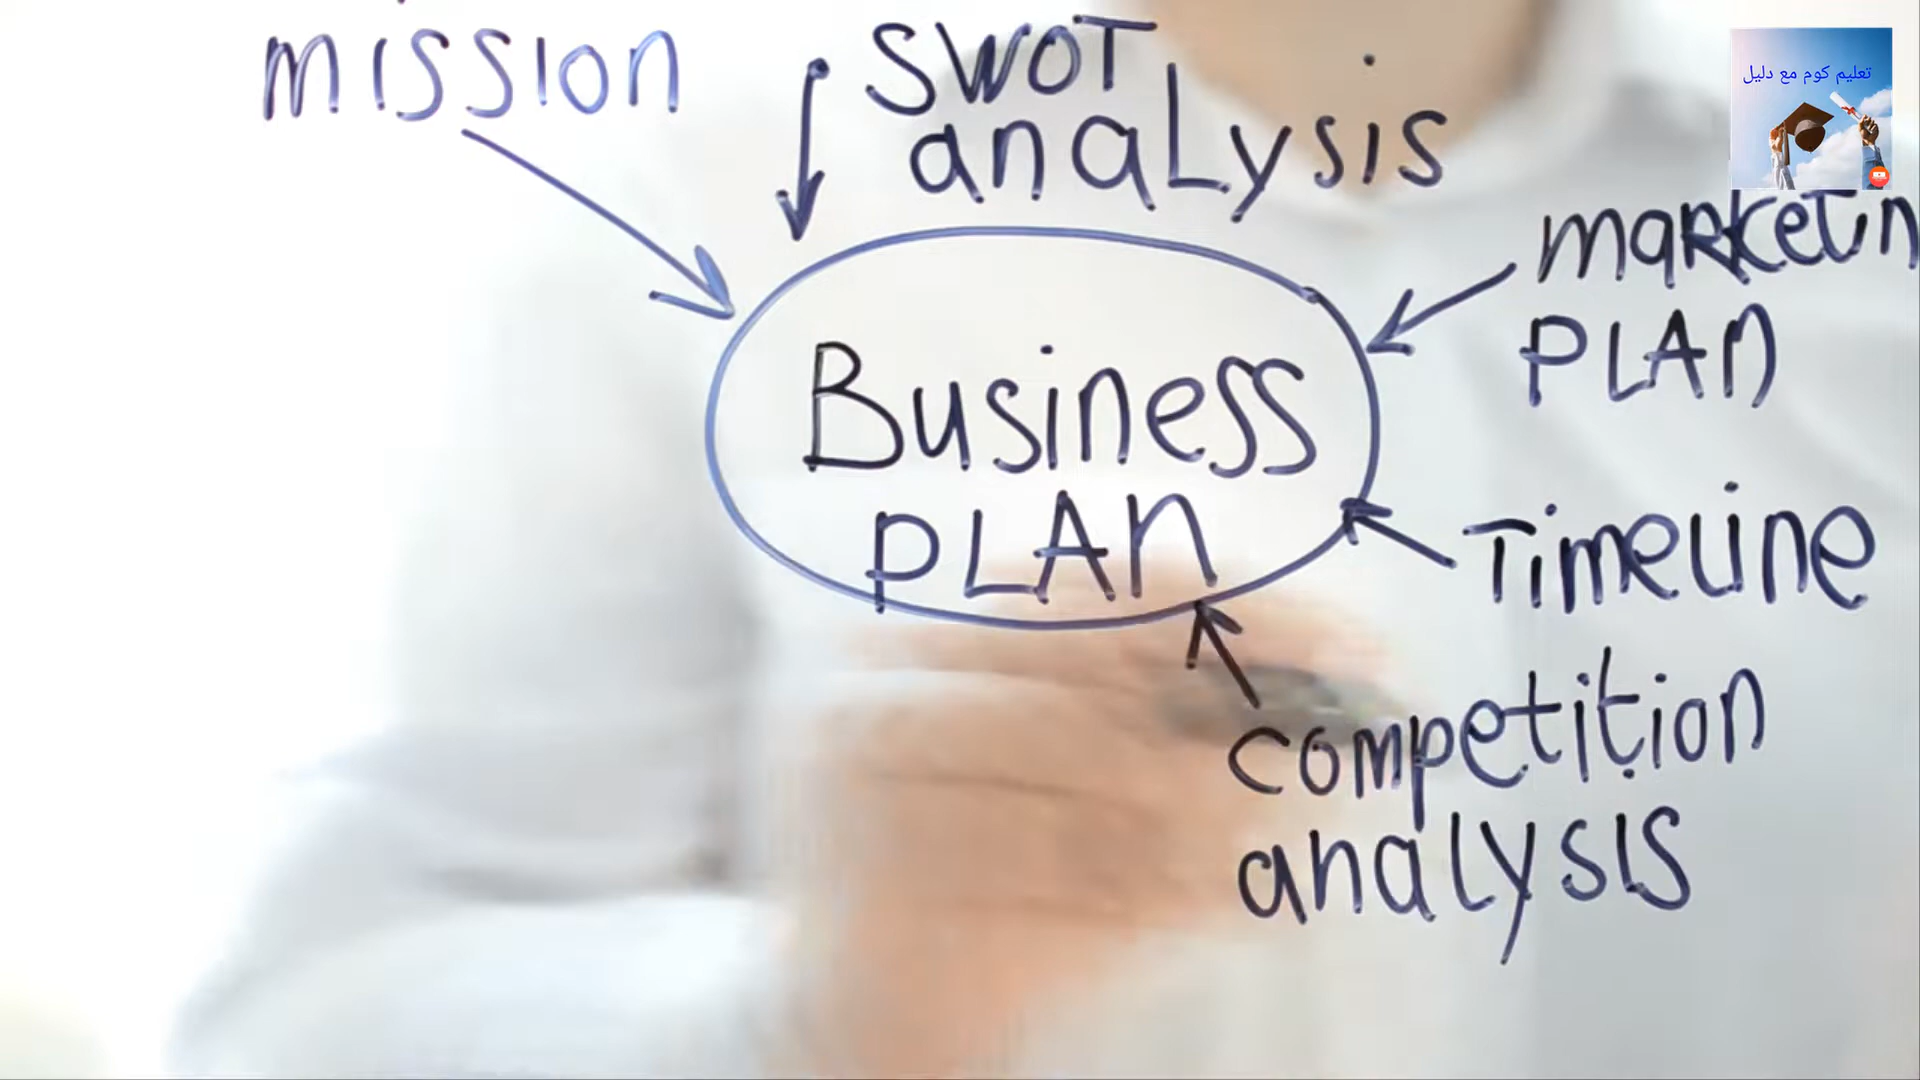 mission
SWOT
analysis
تعليم كوم مع دليل
marketin
PLAN
Business
PLAN
Timeline
competition
analysis